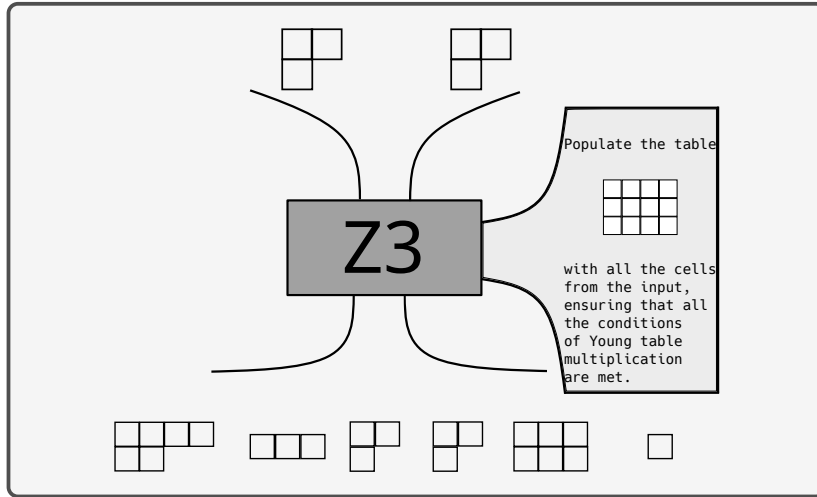 Populate the table
Z3
with all the cells
from the input,
ensuring that all
the conditions
of Young table
multiplication
are met.